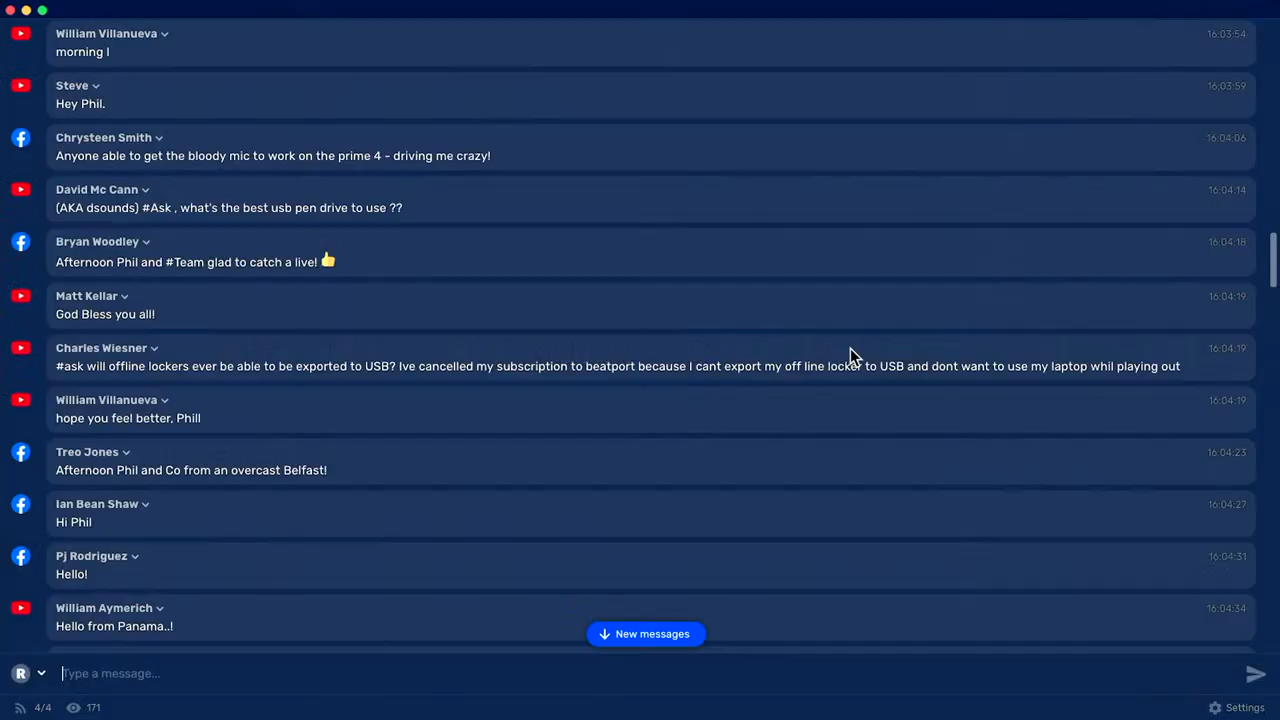 William Villanueva
16:03:54
morning I
Steve
16:03:59
Hey Phil.
Chrysteen Smith
16:04:06
Anyone able to get the bloody mic to work on the prime 4 - driving me crazy!
David Mc Cann
16:04:14
(AKA dsounds) #Ask , what's the best usb pen drive to use ??
Bryan Woodley
16:04:18
Afternoon Phil and #Team glad to catch a live! 👍
Matt Kellar
16:04:19
God Bless you all!
Charles Wiesner
16:04:19
#ask will offline lockers ever be able to be exported to USB? Ive cancelled my subscription to beatport because I cant export my off line locker to USB and dont want to use my laptop whil playing out
William Villanueva
16:04:19
hope you feel better, Phill
Treo Jones
16:04:23
Afternoon Phil and Co from an overcast Belfast!
Ian Bean Shaw
16:04:27
Hi Phil
Pj Rodriguez
16:04:31
Hello!
William Aymerich
16:04:34
Hello from Panama..!
New messages
R
Type a message...
4/4
171
Settings